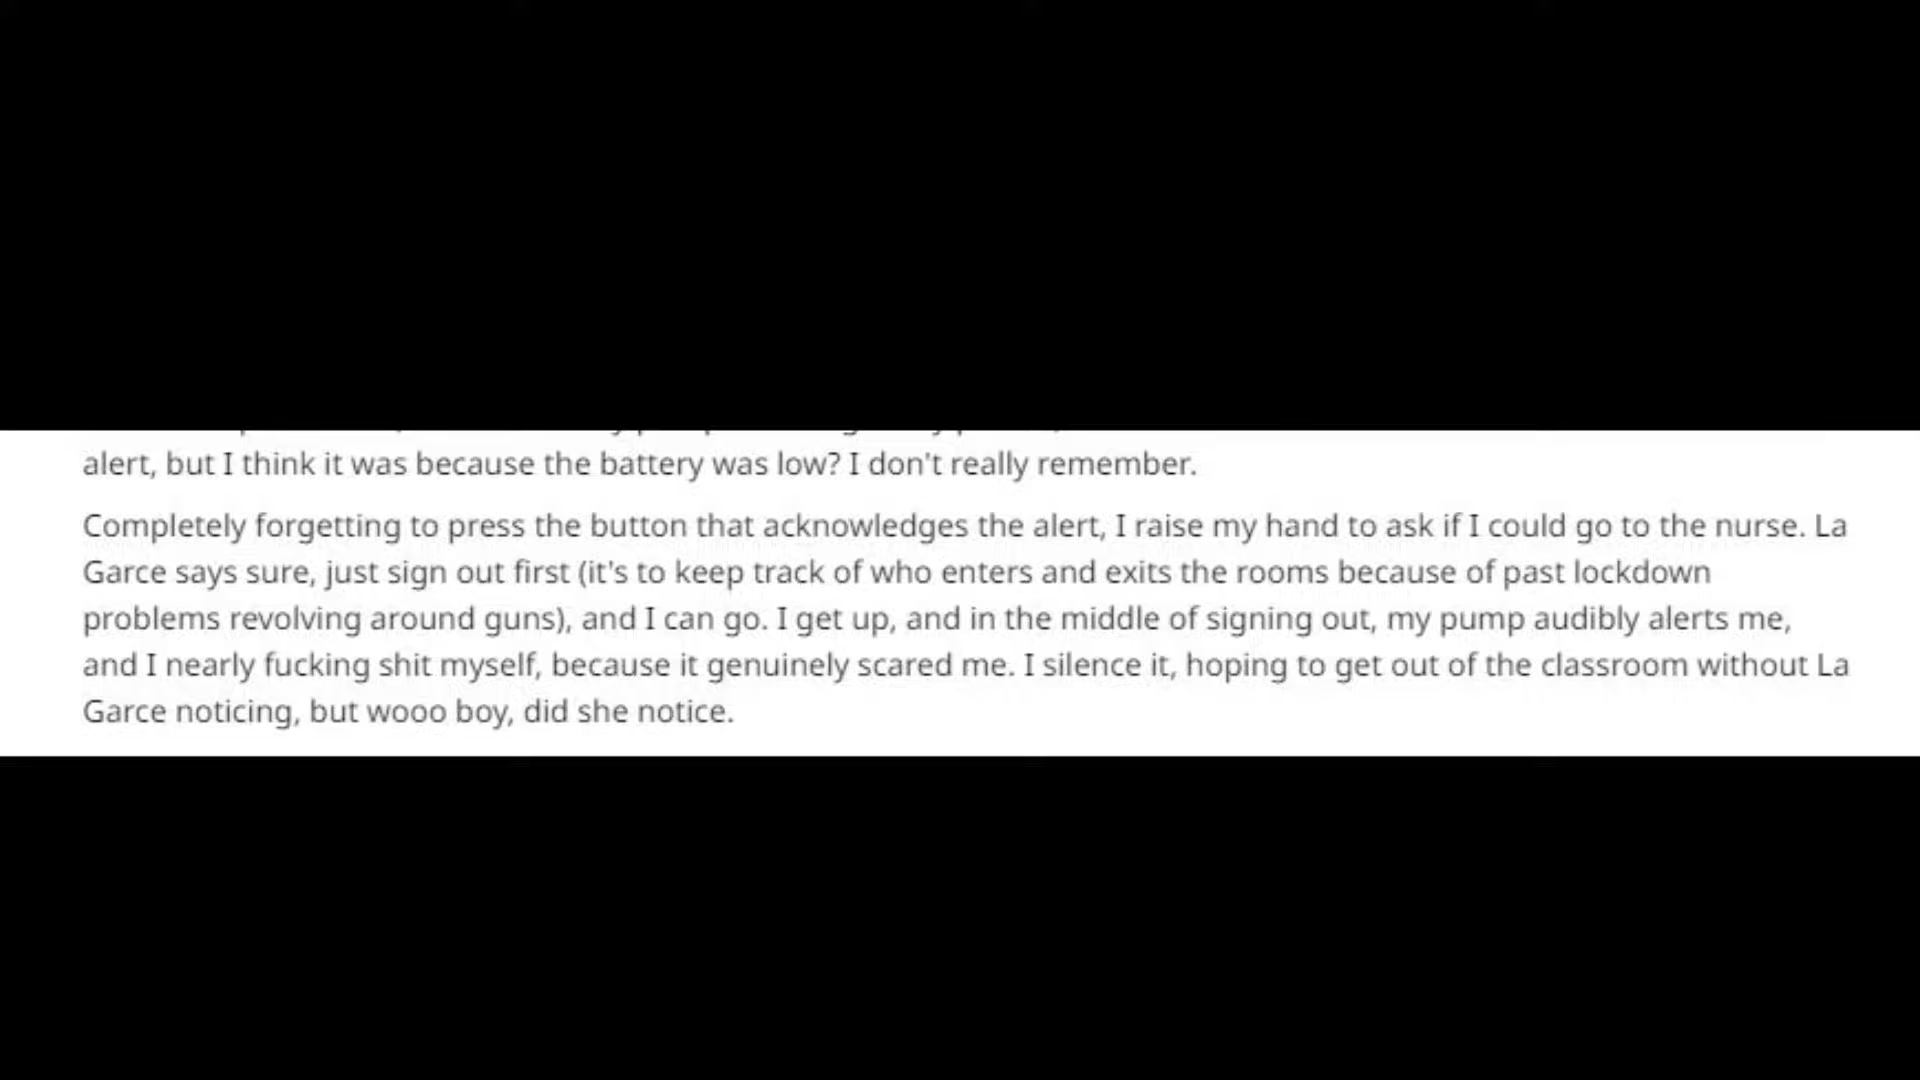 alert, but I think it was because the battery was low? I don't really remember.
Completely forgetting to press the button that acknowledges the alert, I raise my hand to ask if I could go to the nurse. La
Garce says sure, just sign out first (it's to keep track of who enters and exits the rooms because of past lockdown
problems revolving around guns), and I can go. I get up, and in the middle of signing out, my pump audibly alerts me,
and I nearly fucking shit myself, because it genuinely scared me. I silence it, hoping to get out of the classroom without La
Garce noticing, but wooo boy, did she notice.